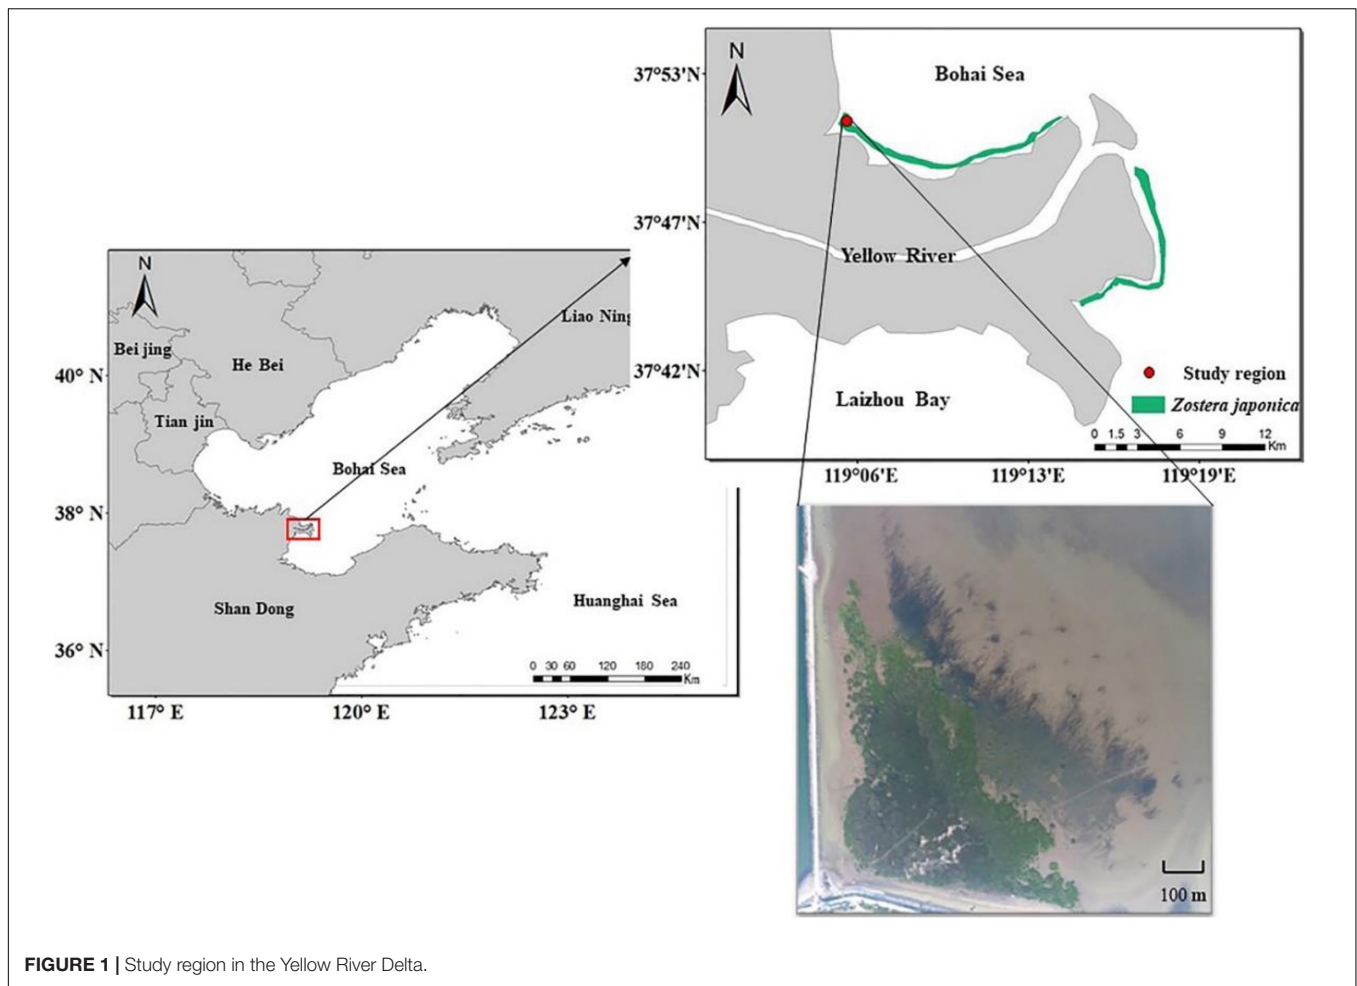 N
37°53'N
Bohai Sea
37°47'N
Yellow River
37°42'N
Laizhou Bay
Study region
Zostera japonica
0 1.5 3 6 9 12
Km
119°06'E 119°13'E 119°19'E
N
Liao Ning
Bei jing
He Bei
40° N
Tian jin
Bohai Sea
38° N
Shan Dong
Huanghai Sea
36° N
0 30 60 120 180 240
Km
117° E 120° E 123° E
100 m
FIGURE 1 | Study region in the Yellow River Delta.